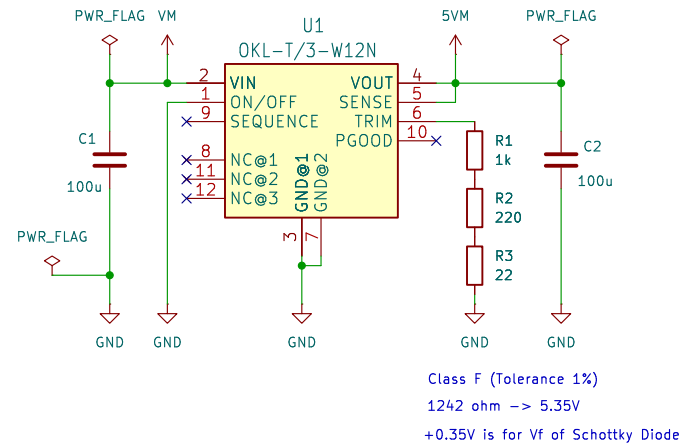 PWR_FLAG VM 5VM PWR_FLAG
U1
OKL-T/3-W12N
2 VIN VOUT 4
1 ON/OFF SENSE 5
9 SEQUENCE TRIM 6
PGOOD 10
C1 R1 C2
1k
8 NC@1
11 NC@2
12 NC@3
100u 100u
GND@1 GND@2
R2
220
3 7
PWR_FLAG
R3
22
GND GND GND GND GND
Class F (Tolerance 1%)
1242 ohm -> 5.35V
+0.35V is for Vf of Schottky Diode